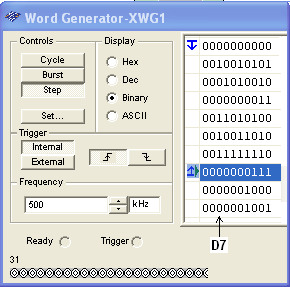 Word Generator-XWG1
Controls
Cycle
Burst
Step
Set...
Display
Hex
Dec
Binary
ASCII
Trigger
Internal
External
Frequency
500
kHz
Ready
Trigger
31
0000000000
0010010101
0001010010
0000000011
0011010100
0010011010
0011111110
0000000111
0000001000
0000001001
D7